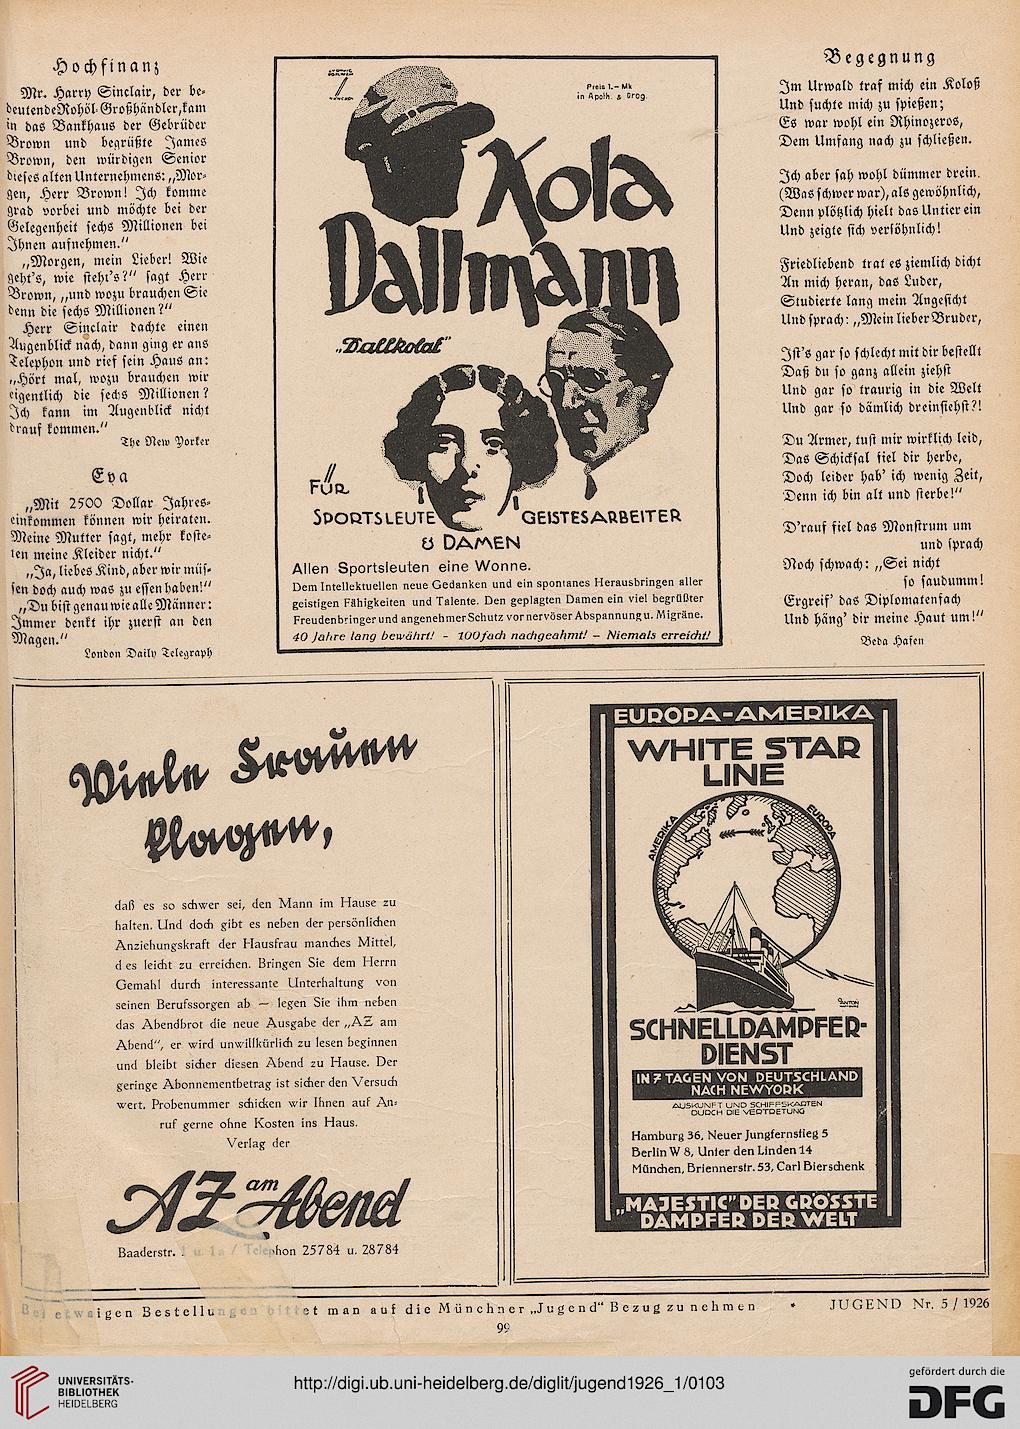 Hochfinanz
Mr. Harry Sinclair, der be-
deutende Rohöl-Großhändler, kam
in das Bankhaus der Gebrüder
Brown und begrüßte James
Brown, den würdigen Senior
dieses alten Unternehmens: „Mor-
gen, Herr Brown! Ich komme
grad vorbei und möchte bei der
Gelegenheit sechs Millionen bei
Ihnen aufnehmen."
„Morgen, mein Lieber! Wie
geht's, wie steht's?" sagt Herr
Brown, „und wozu brauchen Sie
denn die sechs Millionen?"
Herr Sinclair dachte einen
Augenblick nach, dann ging er ans
Telephon und rief sein Haus an:
„Hört mal, wozu brauchen wir
eigentlich die sechs Millionen?
Ich kann im Augenblick nicht
drauf kommen."
The New Yorker
Eva
„Mit 2500 Dollar Jahres-
einkommen können wir heiraten.
Meine Mutter sagt, mehr koste-
ten meine Kleider nicht."
„Ja, liebes Kind, aber wir müs-
sen doch auch was zu essen haben!"
„Du bist genau wie alle Männer:
Immer denkt ihr zuerst an den
Magen."
London Daily Telegraph
Preis 1.- Mk
in Apoth. & Drog.
Kola
Dallmann
„Dallkolat"
FÜR
SPORTSLEUTE GEISTESARBEITER
& DAMEN
Allen Sportsleuten eine Wonne.
Dem Intellektuellen neue Gedanken und ein spontanes Herausbringen aller
geistigen Fähigkeiten und Talente. Den geplagten Damen ein viel begrüßter
Freudenbringer und angenehmer Schutz vor nervöser Abspannung u. Migräne.
40 Jahre lang bewährt! - 100fach nachgeahmt! - Niemals erreicht!
Begegnung
Im Urwald traf mich ein Koloß
Und suchte mich zu spießen;
Es war wohl ein Rhinozeros,
Dem Umfang nach zu schließen.
Ich aber sah wohl dümmer drein.
(Was schwer war), als gewöhnlich,
Denn plötzlich hielt das Untier ein
Und zeigte sich versöhnlich!
Friedliebend trat es ziemlich dicht
An mich heran, das Luder,
Studierte lang mein Angesicht
Und sprach: „Mein lieber Bruder,
Ist's gar so schlecht mit dir bestellt
Daß du so ganz allein ziehst
Und gar so traurig in die Welt
Und gar so dämlich dreinsiehst?!
Du Armer, tust mir wirklich leid,
Das Schicksal fiel dir herbe,
Doch leider hab' ich wenig Zeit,
Denn ich bin alt und sterbe!"
D'rauf fiel das Monstrum um
und sprach
Noch schwach: „Sei nicht
so saudumm!
Ergreif' das Diplomatenfach
Und häng' dir meine Haut um!"
Beda Hafen
Viele Frauen
klagen,
daß es so schwer sei, den Mann im Hause zu
halten. Und doch gibt es neben der persönlichen
Anziehungskraft der Hausfrau manches Mittel,
d es leicht zu erreichen. Bringen Sie dem Herrn
Gemahl durch interessante Unterhaltung von
seinen Berufssorgen ab — legen Sie ihm neben
das Abendbrot die neue Ausgabe der „AZ am
Abend", er wird unwillkürlich zu lesen beginnen
und bleibt sicher diesen Abend zu Hause. Der
geringe Abonnementbetrag ist sicher den Versuch
wert. Probenummer schicken wir Ihnen auf An-
ruf gerne ohne Kosten ins Haus.
Verlag der
AZ am Abend
Baaderstr. 1 u. 1a / Telephon 25784 u. 28784
EUROPA-AMERIKA
WHITE STAR
LINE
AMERIKA
EUROPA
SCHNELLDAMPFER-
DIENST
IN 7 TAGEN VON DEUTSCHLAND
NACH NEWYORK
AUSKUNFT UND SCHIFFSKARTEN
DURCH DIE VERTRETUNG
Hamburg 36, Neuer Jungfernstieg 5
Berlin W 8, Unter den Linden 14
München, Briennerstr. 53, Carl Bierschenk
„MAJESTIC" DER GRÖSSTE
DAMPFER DER WELT
Bei etwaigen Bestellungen bittet man auf die Münchner „Jugend" Bezug zu nehmen * JUGEND Nr. 5 / 1926
99
UNIVERSITÄTS-
BIBLIOTHEK
HEIDELBERG
http://digi.ub.uni-heidelberg.de/diglit/jugend1926_1/0103
gefördert durch die
DFG